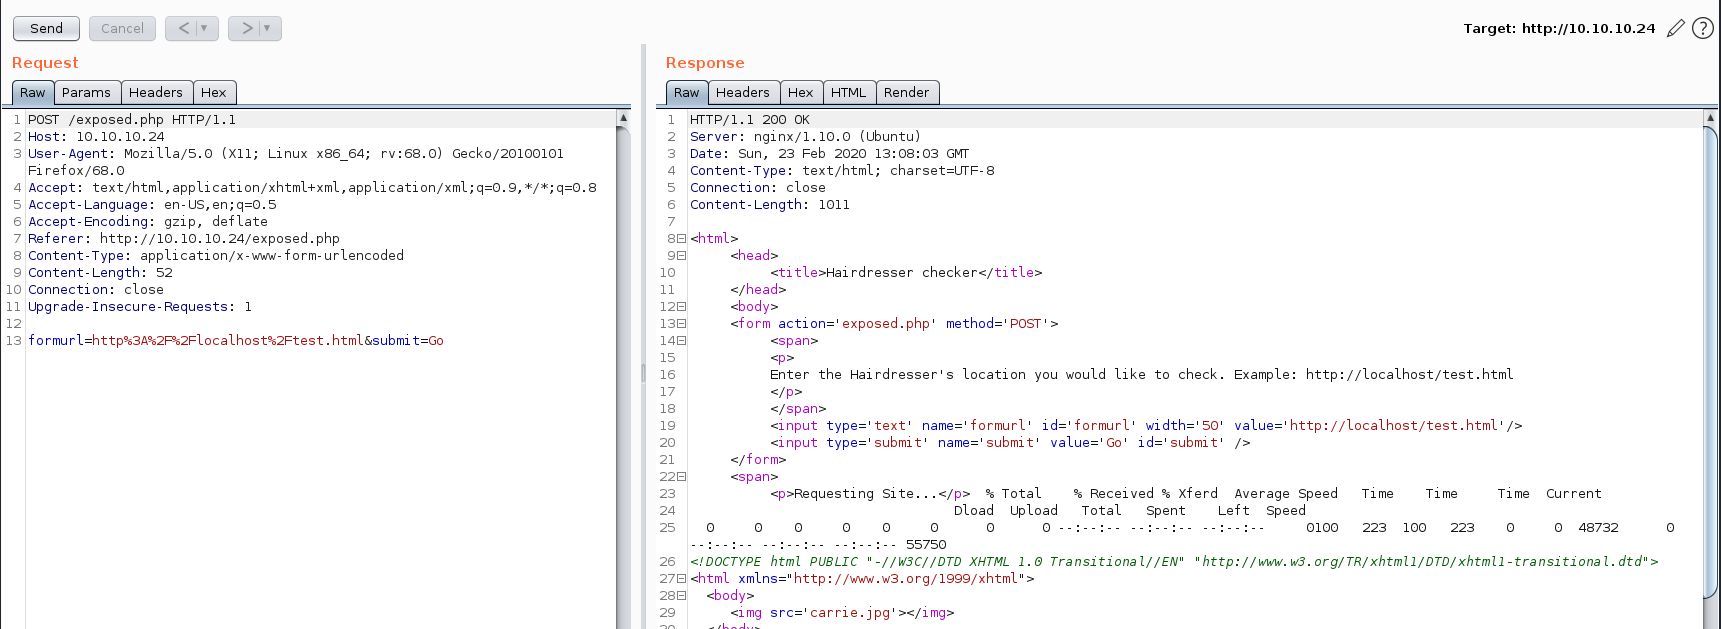 Send Cancel < > Target: http://10.10.10.24 ?
Request
Raw Params Headers Hex
1 POST /exposed.php HTTP/1.1
2 Host: 10.10.10.24
3 User-Agent: Mozilla/5.0 (X11; Linux x86_64; rv:68.0) Gecko/20100101
Firefox/68.0
4 Accept: text/html,application/xhtml+xml,application/xml;q=0.9,*/*;q=0.8
5 Accept-Language: en-US,en;q=0.5
6 Accept-Encoding: gzip, deflate
7 Referer: http://10.10.10.24/exposed.php
8 Content-Type: application/x-www-form-urlencoded
9 Content-Length: 52
10 Connection: close
11 Upgrade-Insecure-Requests: 1
12
13 formurl=http%3A%2F%2Flocalhost%2Ftest.html&submit=Go
Response
Raw Headers Hex HTML Render
1 HTTP/1.1 200 OK
2 Server: nginx/1.10.0 (Ubuntu)
3 Date: Sun, 23 Feb 2020 13:08:03 GMT
4 Content-Type: text/html; charset=UTF-8
5 Connection: close
6 Content-Length: 1011
7
8 <html>
9 <head>
10 <title>Hairdresser checker</title>
11 </head>
12 <body>
13 <form action='exposed.php' method='POST'>
14 <span>
15 <p>
16 Enter the Hairdresser's location you would like to check. Example: http://localhost/test.html
17 </p>
18 </span>
19 <input type='text' name='formurl' id='formurl' width='50' value='http://localhost/test.html'/>
20 <input type='submit' name='submit' value='Go' id='submit' />
21 </form>
22 <span>
23 <p>Requesting Site...</p> % Total % Received % Xferd Average Speed Time Time Time Current
24 Dload Upload Total Spent Left Speed
25 0 0 0 0 0 0 0 0 --:--:-- --:--:-- --:--:-- 0100 223 100 223 0 0 48732 0
--:--:-- --:--:-- --:--:-- 55750
26 <!DOCTYPE html PUBLIC "-//W3C//DTD XHTML 1.0 Transitional//EN" "http://www.w3.org/TR/xhtml1/DTD/xhtml1-transitional.dtd">
27 <html xmlns="http://www.w3.org/1999/xhtml">
28 <body>
29 <img src='carrie.jpg'></img>